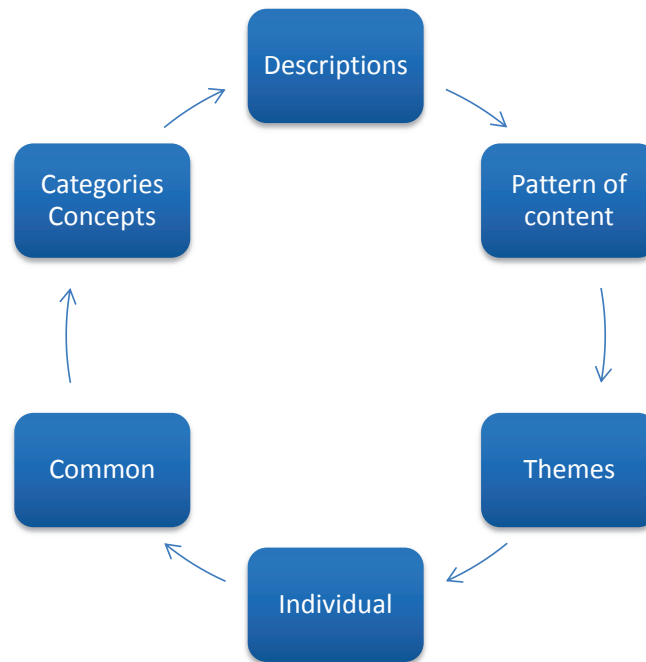 Descriptions
Pattern of
content
Themes
Individual
Common
Categories
Concepts